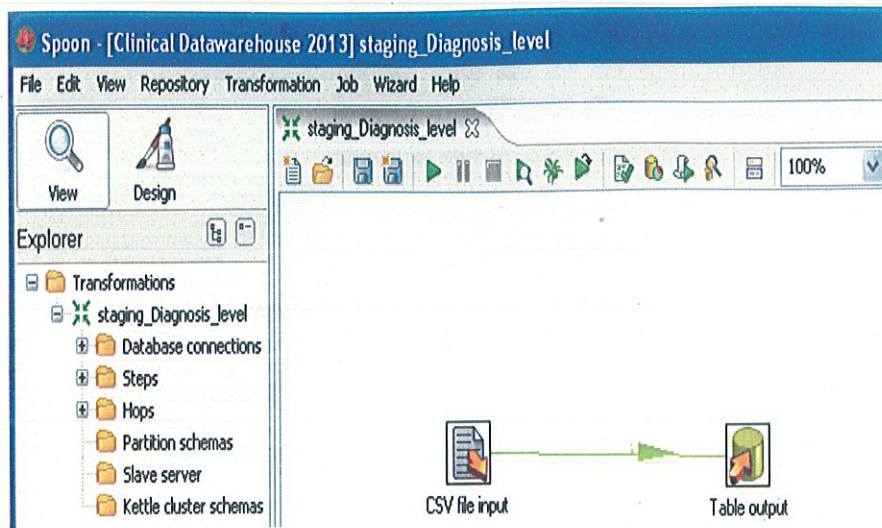 Spoon - [Clinical Datawarehouse 2013] staging_Diagnosis_level
File Edit View Repository Transformation Job Wizard Help
staging_Diagnosis_level
100%
View Design
Explorer
Transformations
staging_Diagnosis_level
Database connections
Steps
Hops
Partition schemas
Slave server
Kettle cluster schemas
CSV file input
Table output